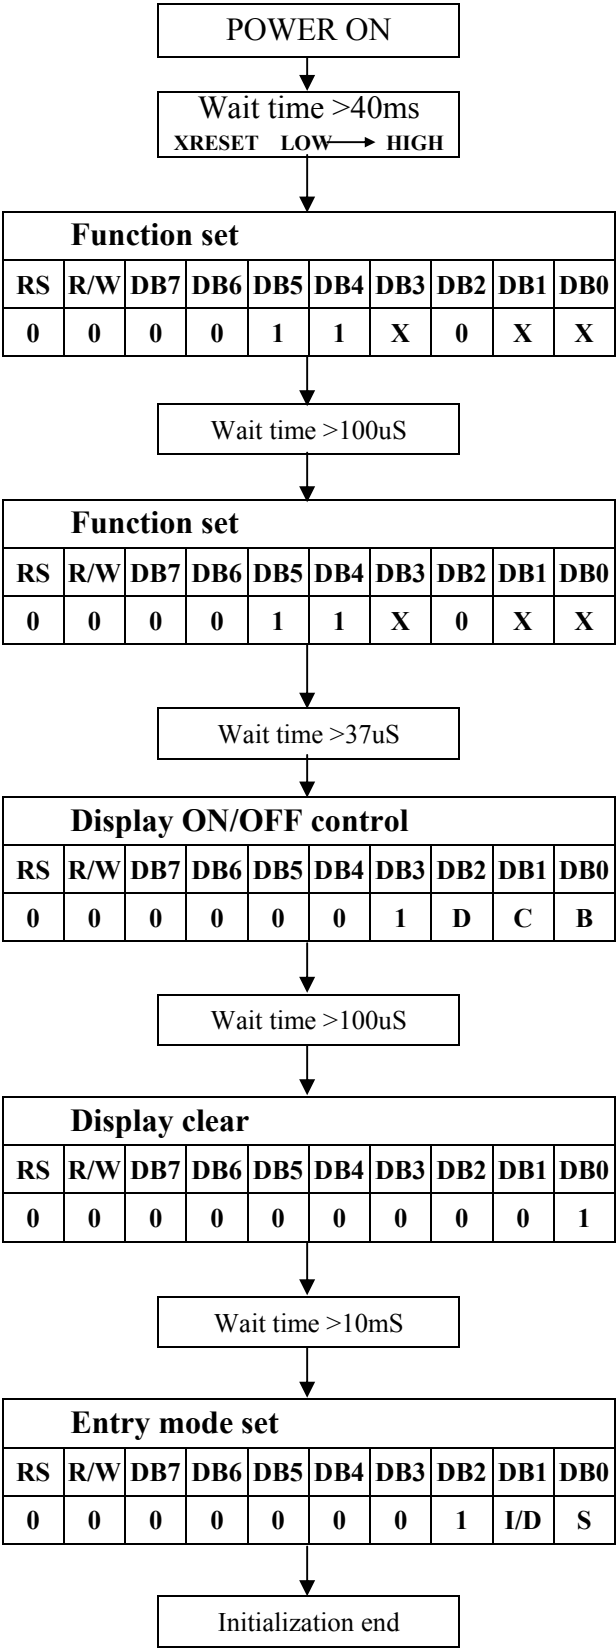 POWER ON
Wait time >40ms
XRESET LOW HIGH
Function set
RS R/W DB7 DB6 DB5 DB4 DB3 DB2 DB1 DB0
0 0 0 0 1 1 X 0 X X
Wait time >100uS
Function set
RS R/W DB7 DB6 DB5 DB4 DB3 DB2 DB1 DB0
0 0 0 0 1 1 X 0 X X
Wait time >37uS
Display ON/OFF control
RS R/W DB7 DB6 DB5 DB4 DB3 DB2 DB1 DB0
0 0 0 0 0 0 1 D C B
Wait time >100uS
Display clear
RS R/W DB7 DB6 DB5 DB4 DB3 DB2 DB1 DB0
0 0 0 0 0 0 0 0 0 1
Wait time >10mS
Entry mode set
RS R/W DB7 DB6 DB5 DB4 DB3 DB2 DB1 DB0
0 0 0 0 0 0 0 1 I/D S
Initialization end